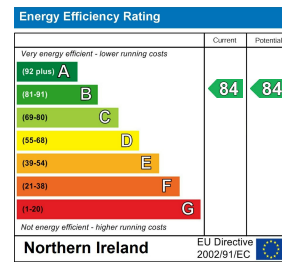 Energy Efficiency Rating
Current Potential
Very energy efficient - lower running costs
(92 plus) A
(81-91) B 84 84
(69-80) C
(55-68) D
(39-54) E
(21-38) F
(1-20) G
Not energy efficient - higher running costs
Northern Ireland
EU Directive
2002/91/EC